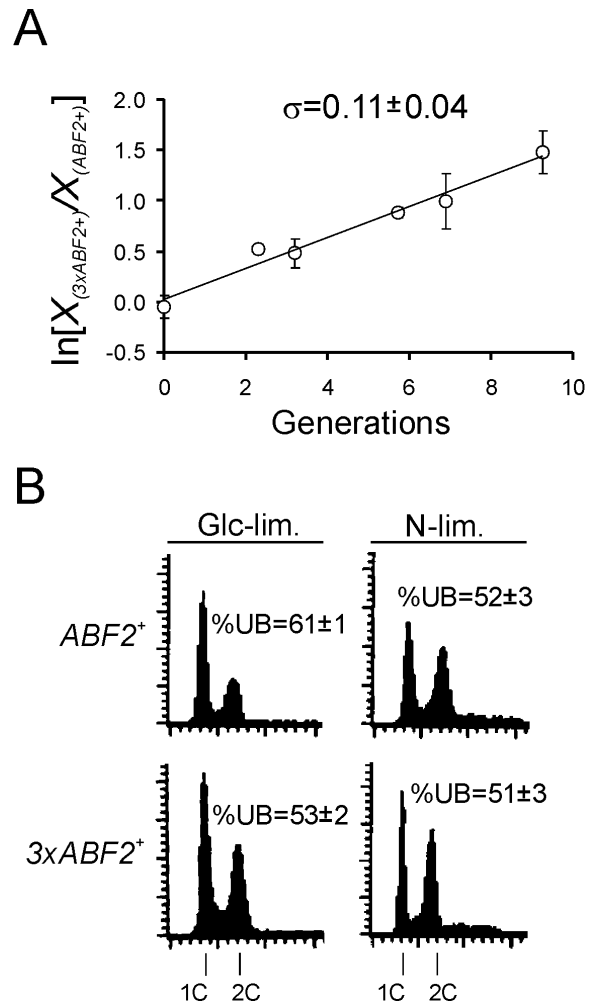 A
σ=0.11±0.04
ln[X(3xABF2+)/X(ABF2+)]
2.0
1.5
1.0
0.5
0.0
-0.5
0 2 4 6 8 10
Generations
B
Glc-lim. N-lim.
ABF2+
%UB=61±1 %UB=52±3
3xABF2+
%UB=53±2 %UB=51±3
1C 2C 1C 2C